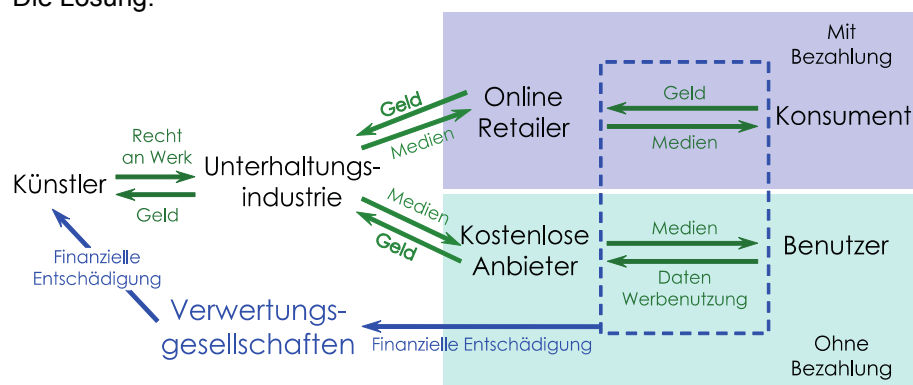 Die Lösung:
Mit
Bezahlung
Geld
Medien
Online
Retailer
Geld
Medien
Konsument
Recht
an Werk
Künstler
Geld
Unterhaltungs-
industrie
Medien
Geld
Kostenlose
Anbieter
Medien
Daten
Werbenutzung
Benutzer
Finanzielle
Entschädigung
Verwertungs-
gesellschaften
Finanzielle Entschädigung
Ohne
Bezahlung